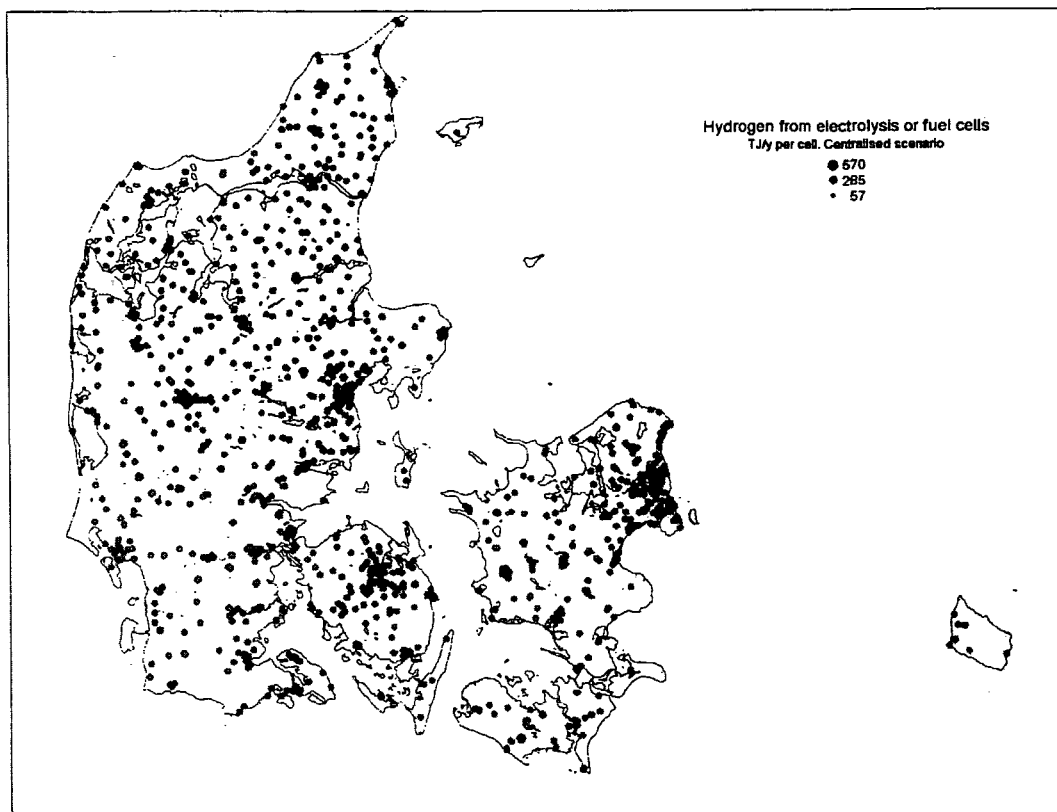 Hydrogen from electrolysis or fuel cells
TJ/y per cell. Centralised scenario
570
285
57